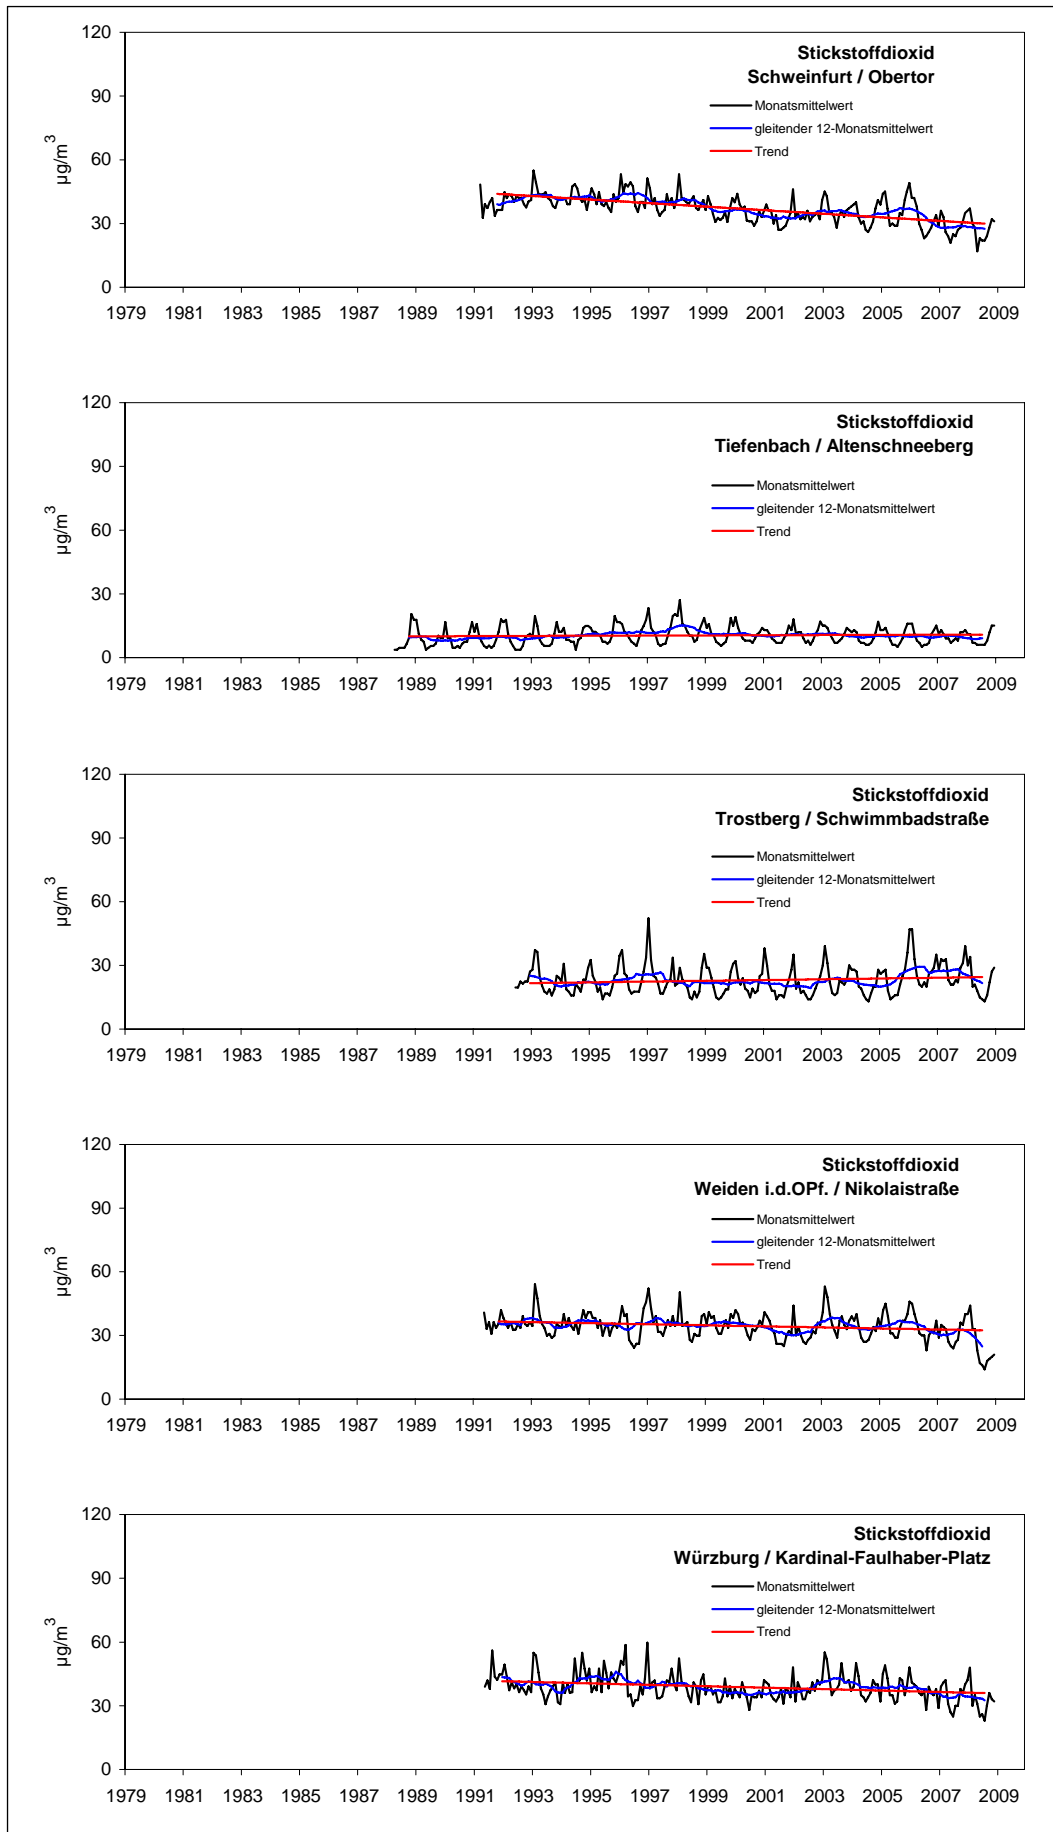 Stickstoffdioxid
Schweinfurt / Obertor
Monatsmittelwert
gleitender 12-Monatsmittelwert
Trend
µg/m³
120
90
60
30
0
1979 1981 1983 1985 1987 1989 1991 1993 1995 1997 1999 2001 2003 2005 2007 2009
Stickstoffdioxid
Tiefenbach / Altenschneeberg
Monatsmittelwert
gleitender 12-Monatsmittelwert
Trend
µg/m³
120
90
60
30
0
1979 1981 1983 1985 1987 1989 1991 1993 1995 1997 1999 2001 2003 2005 2007 2009
Stickstoffdioxid
Trostberg / Schwimmbadstraße
Monatsmittelwert
gleitender 12-Monatsmittelwert
Trend
µg/m³
120
90
60
30
0
1979 1981 1983 1985 1987 1989 1991 1993 1995 1997 1999 2001 2003 2005 2007 2009
Stickstoffdioxid
Weiden i.d.OPf. / Nikolaistraße
Monatsmittelwert
gleitender 12-Monatsmittelwert
Trend
µg/m³
120
90
60
30
0
1979 1981 1983 1985 1987 1989 1991 1993 1995 1997 1999 2001 2003 2005 2007 2009
Stickstoffdioxid
Würzburg / Kardinal-Faulhaber-Platz
Monatsmittelwert
gleitender 12-Monatsmittelwert
Trend
µg/m³
120
90
60
30
0
1979 1981 1983 1985 1987 1989 1991 1993 1995 1997 1999 2001 2003 2005 2007 2009